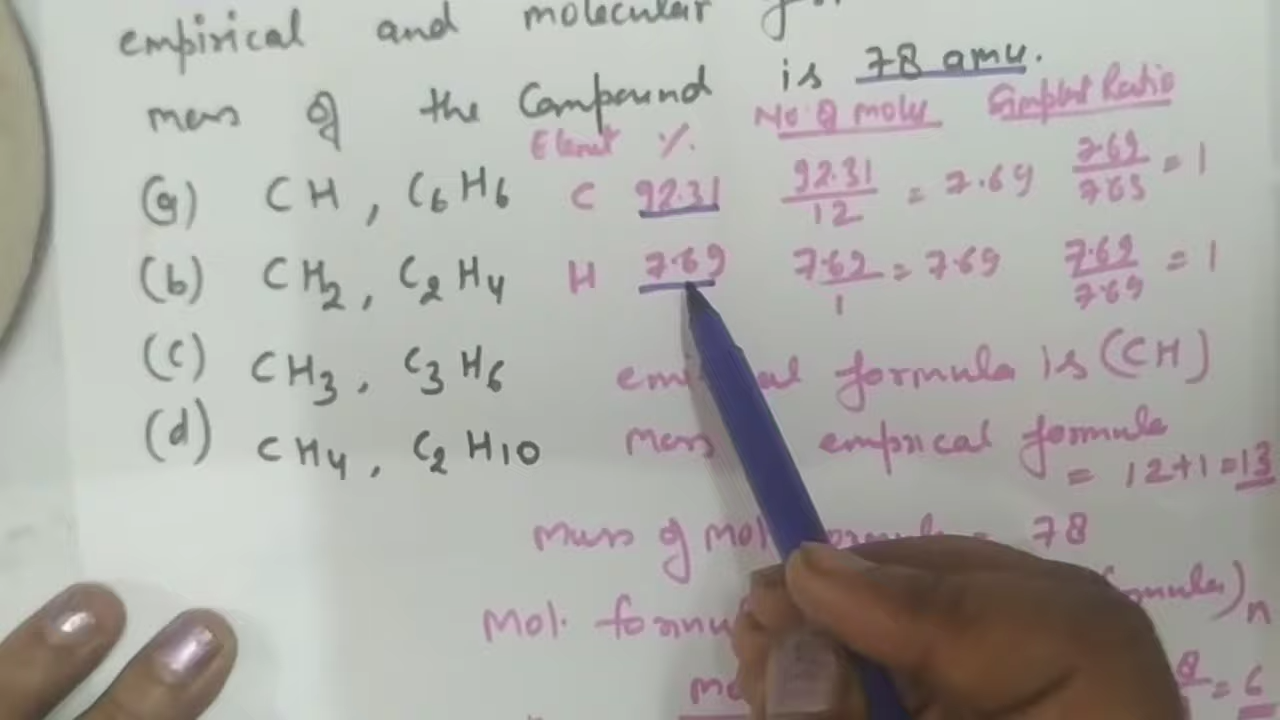 empirical and molecular
mass of the Compound is 78 amu.
Element % No. of moles Simplest Ratio
(a) CH, C6H6 C 92.31 92.31/12 = 7.69 7.69/7.69 = 1
(b) CH2, C2H4 H 7.69 7.69/1 = 7.69 7.69/7.69 = 1
(c) CH3, C3H6 formula is (CH)
(d) CH4, C2H10 mass emprical formula
= 12+1=13
mass of mol = 78
Mol. )n
= 6